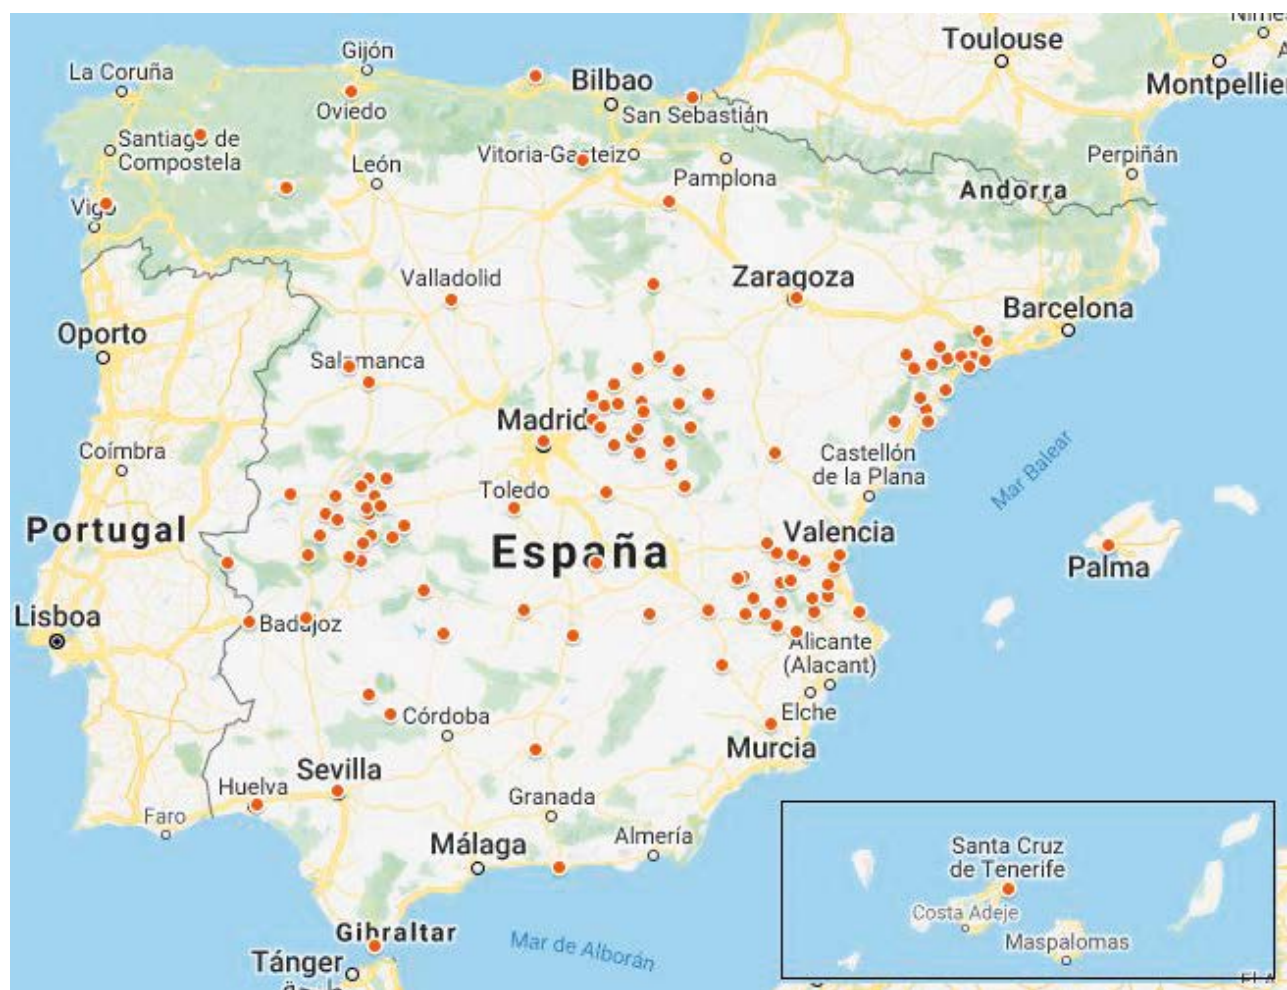 Nîmes
Toulouse
Montpellier
Gijón
La Coruña
Bilbao
Oviedo
San Sebastián
Santiago de
Compostela
Vitoria-Gasteiz
Perpiñán
León
Pamplona
Andorra
Vigo
Valladolid
Zaragoza
Barcelona
Oporto
Salamanca
Madrid
Coímbra
Castellón
de la Plana
Mar Balear
Toledo
Portugal
España
Valencia
Palma
Lisboa
Badajoz
Alicante
(Alacant)
Córdoba
Elche
Murcia
Sevilla
Huelva
Granada
Faro
Almería
Málaga
Santa Cruz
de Tenerife
Costa Adeje
Gibraltar
Mar de Alborán
Maspalomas
Tánger